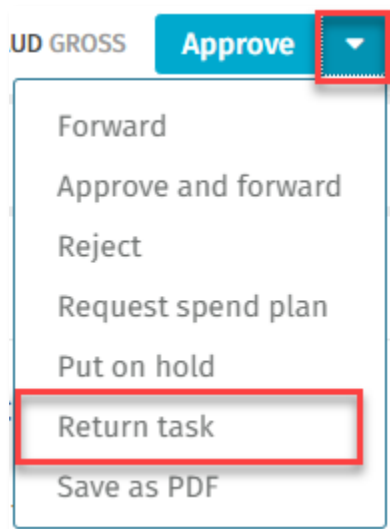 UD GROSS Approve
Forward
Approve and forward
Reject
Request spend plan
Put on hold
Return task
Save as PDF